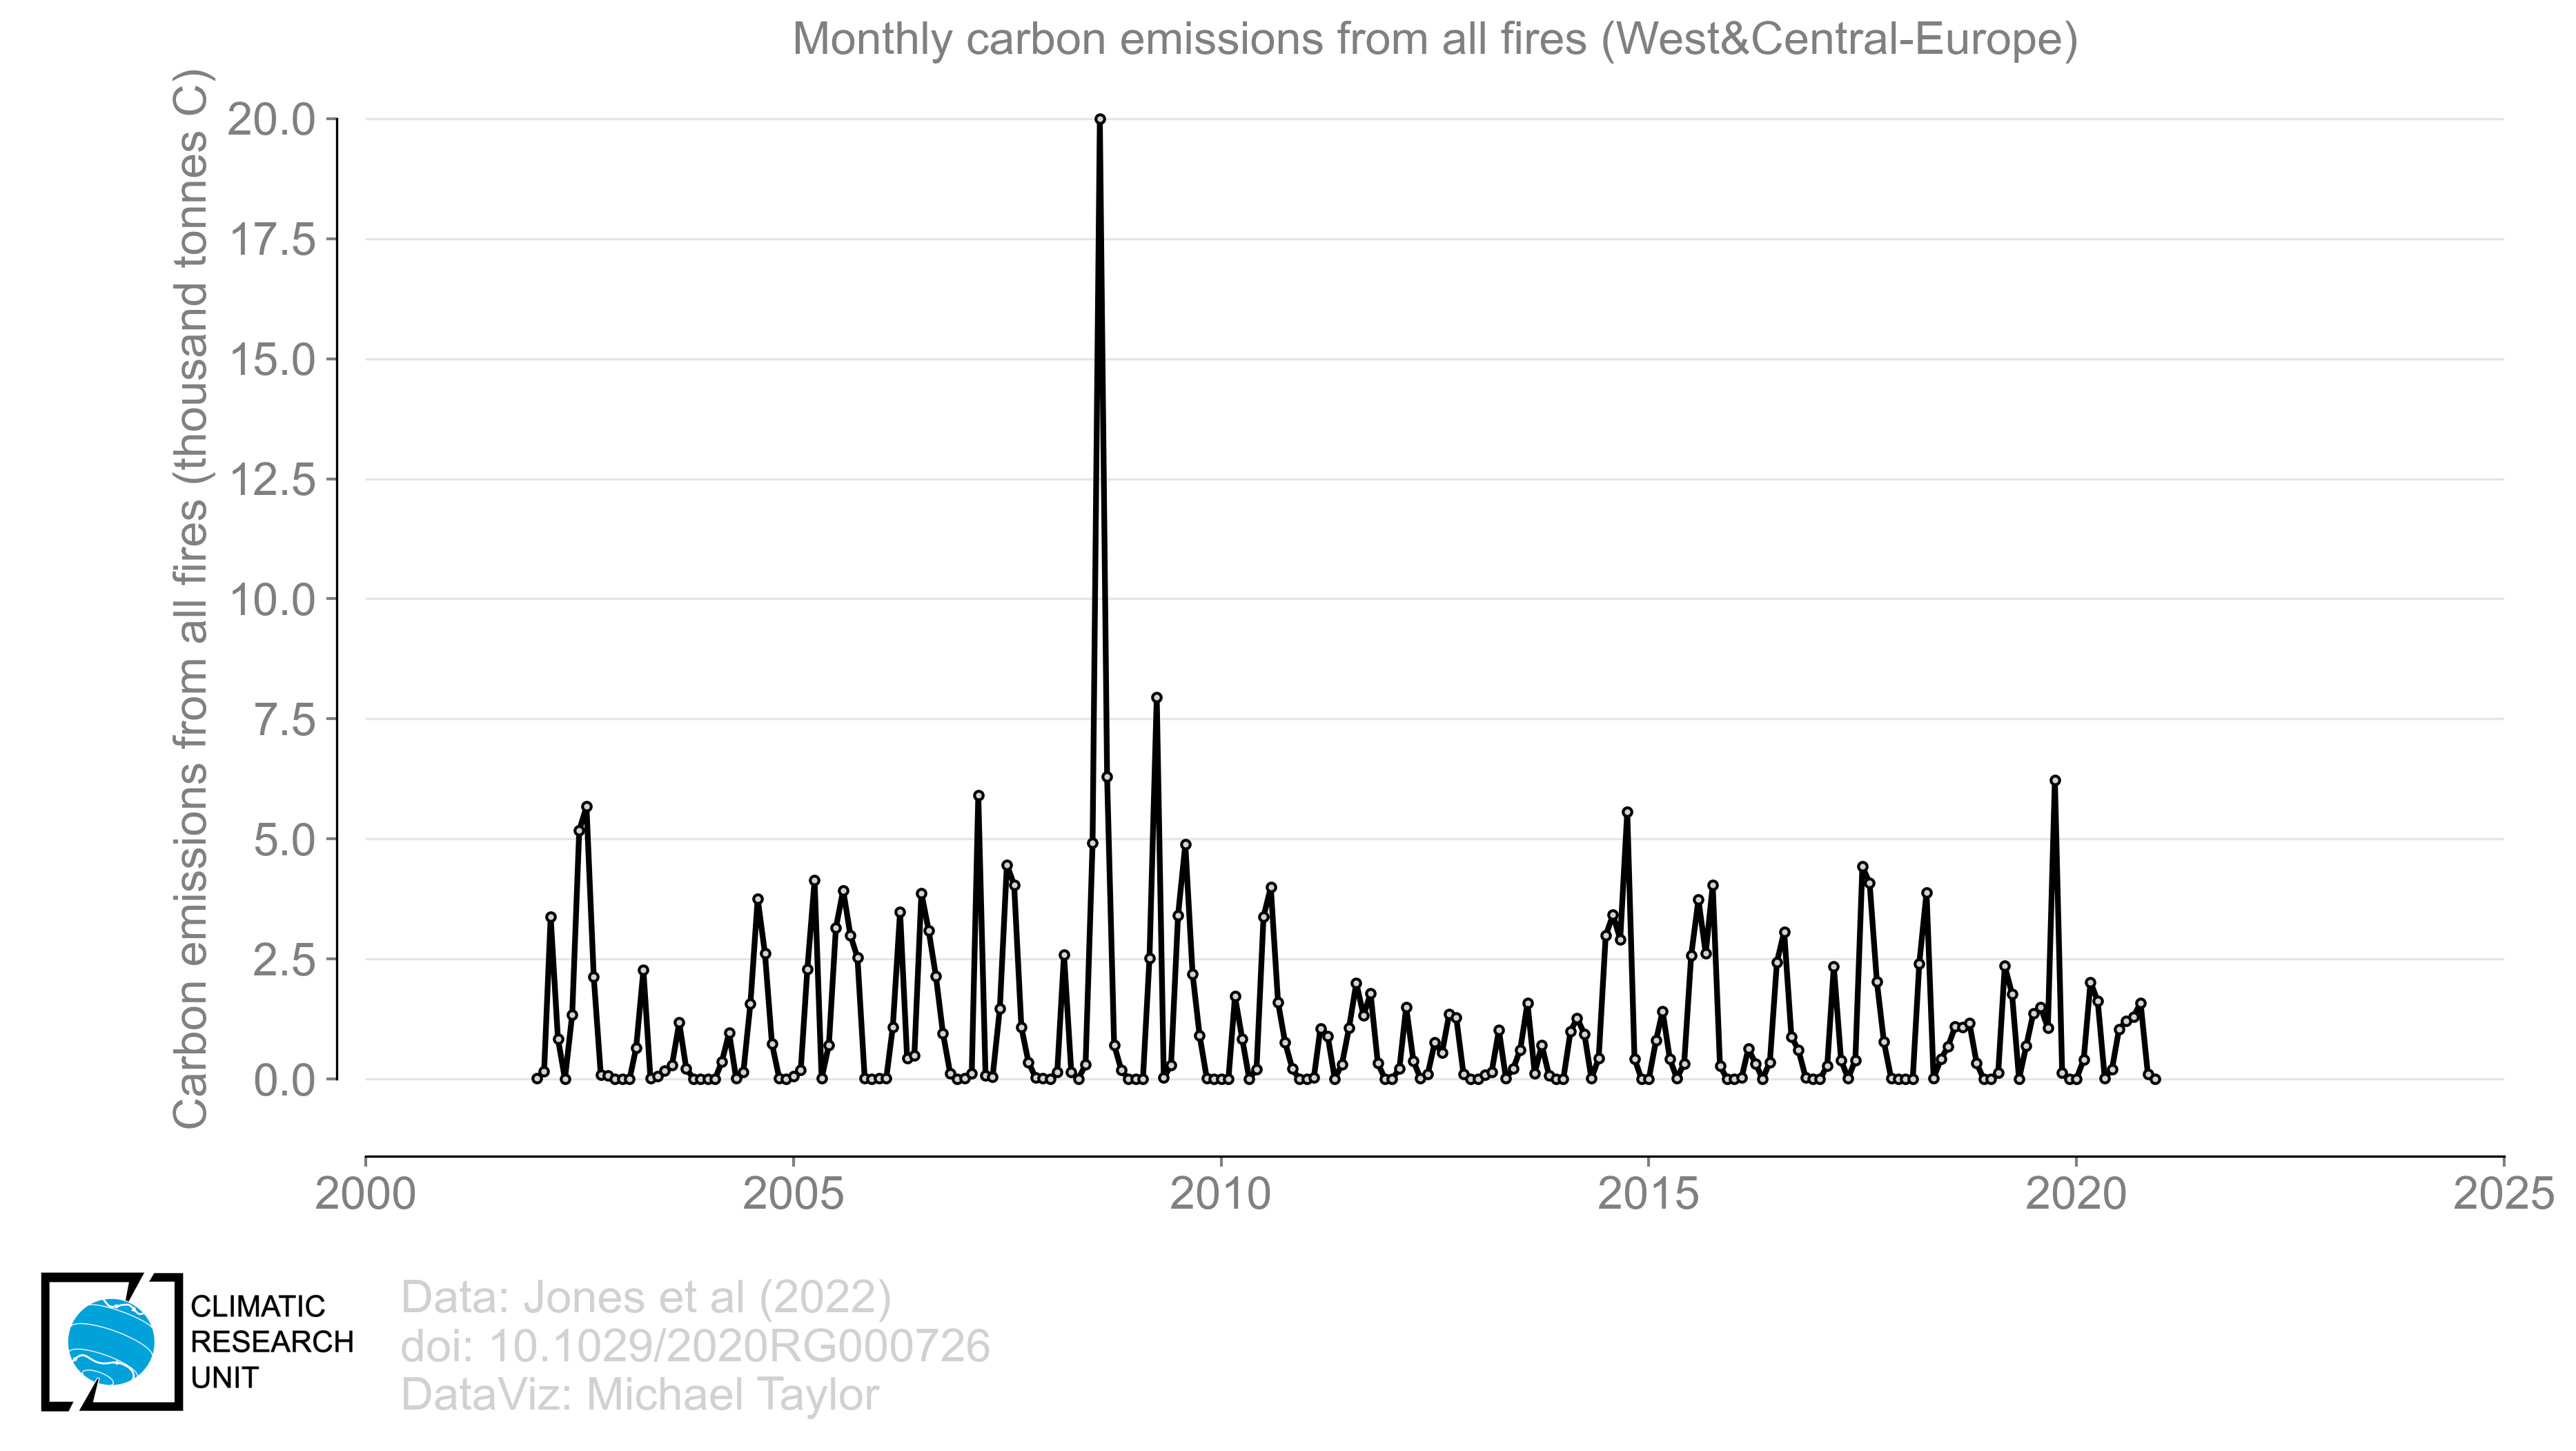 Monthly carbon emissions from all fires (West&Central-Europe)
Carbon emissions from all fires (thousand tonnes C)
20.0
17.5
15.0
12.5
10.0
7.5
5.0
2.5
0.0
2000
2005
2010
2015
2020
2025
CLIMATIC
RESEARCH
UNIT
Data: Jones et al (2022)
doi: 10.1029/2020RG000726
DataViz: Michael Taylor